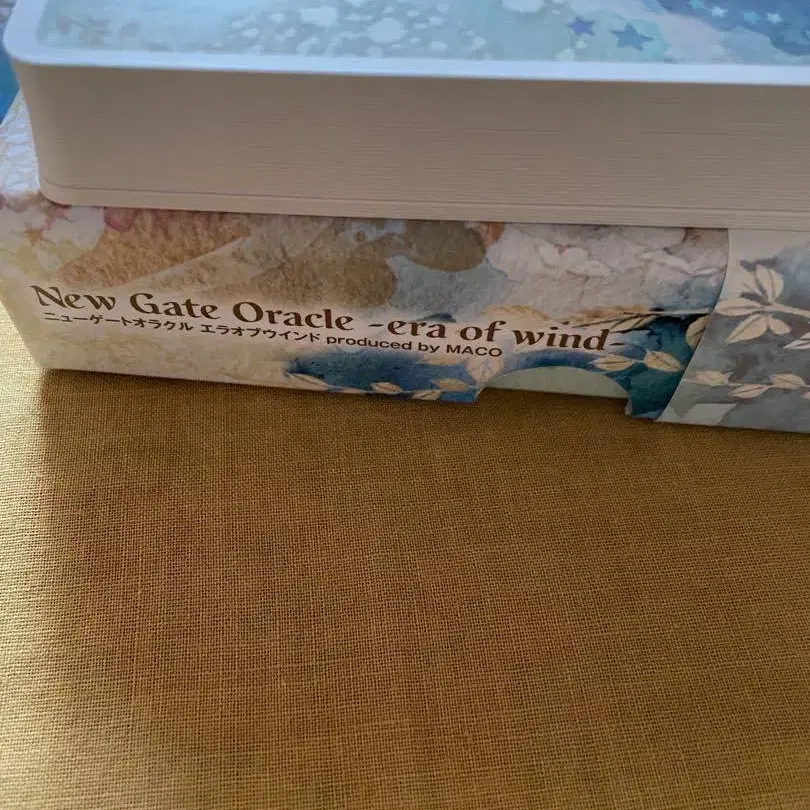 New Gate Oracle -era of wind-
ニューゲートオラクル エラオブウインド produced by MACO